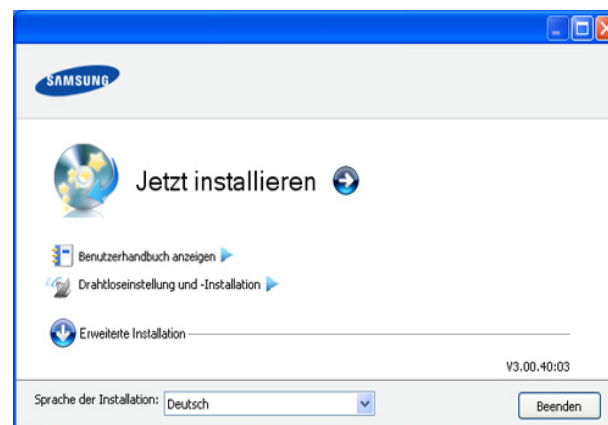 SAMSUNG
Jetzt installieren
Benutzerhandbuch anzeigen
Drahtloseinstellung und -Installation
Erweiterte Installation
V3.00.40:03
Sprache der Installation: Deutsch
Beenden